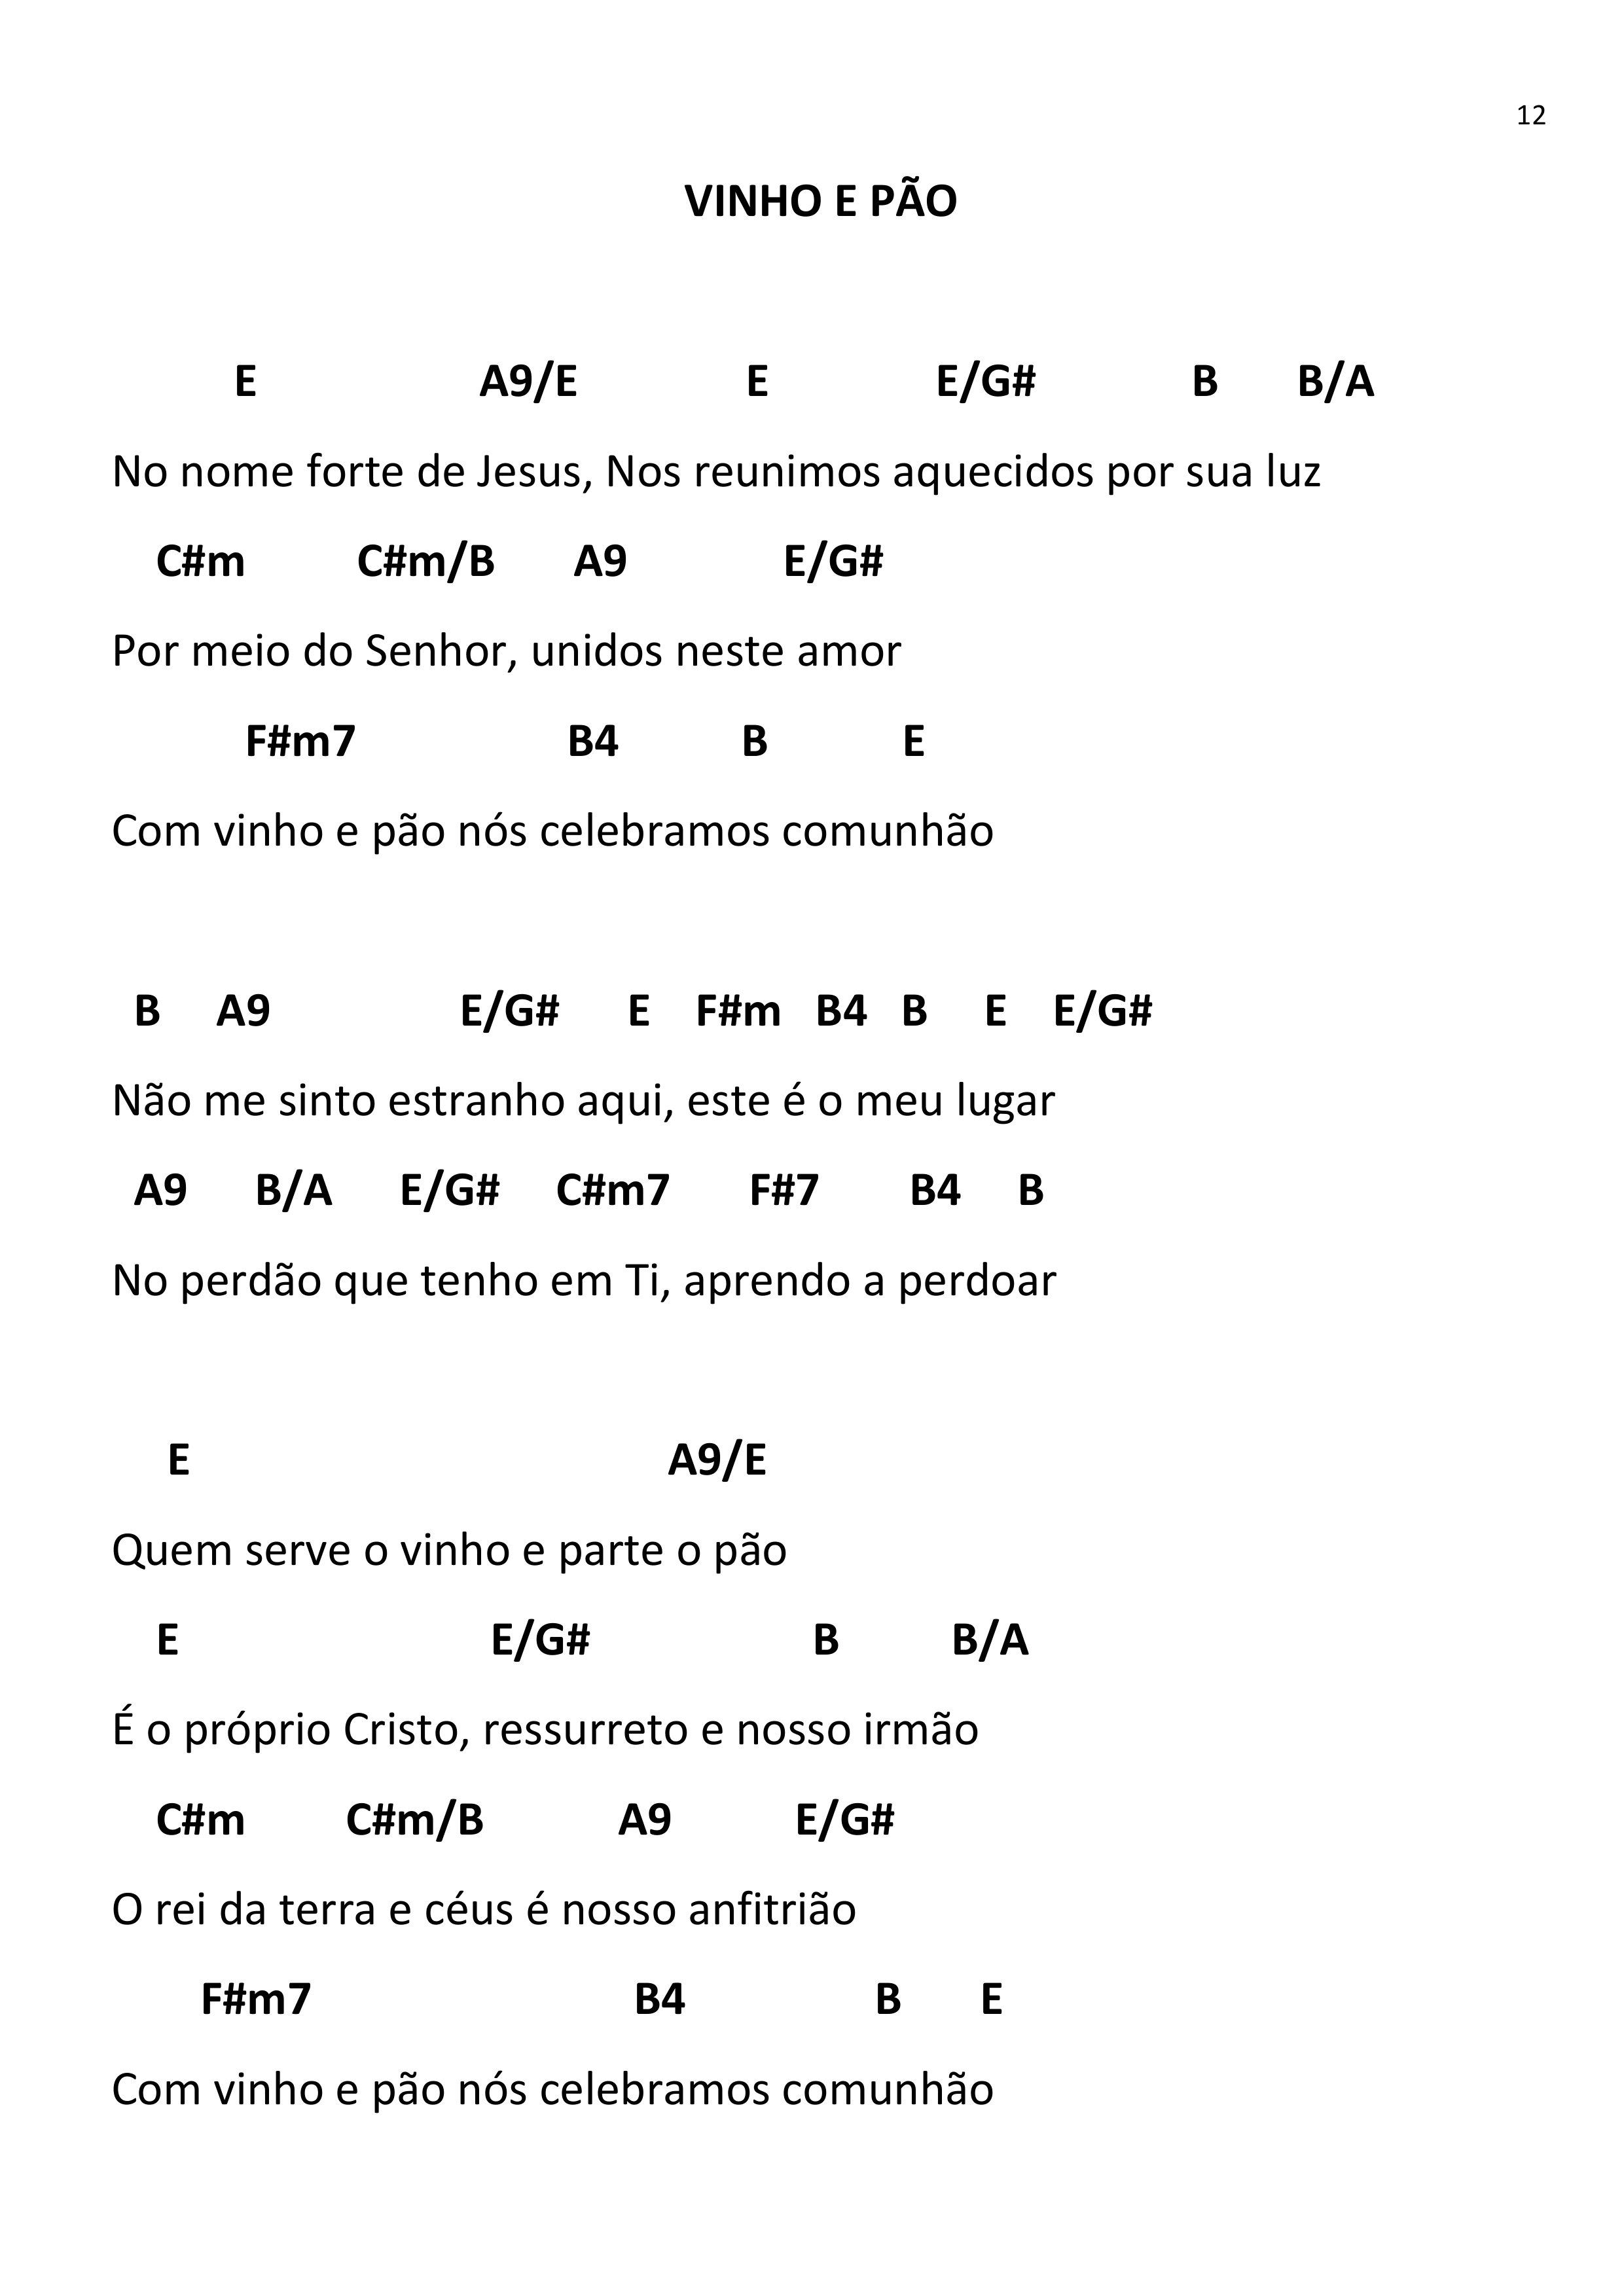 12
VINHO E PÃO
E A9/E E E/G# B B/A
No nome forte de Jesus, Nos reunimos aquecidos por sua luz
C#m C#m/B A9 E/G#
Por meio do Senhor, unidos neste amor
F#m7 B4 B E
Com vinho e pão nós celebramos comunhão
B A9 E/G# E F#m B4 B E E/G#
Não me sinto estranho aqui, este é o meu lugar
A9 B/A E/G# C#m7 F#7 B4 B
No perdão que tenho em Ti, aprendo a perdoar
E A9/E
Quem serve o vinho e parte o pão
E E/G# B B/A
É o próprio Cristo, ressurreto e nosso irmão
C#m C#m/B A9 E/G#
O rei da terra e céus é nosso anfitrião
F#m7 B4 B E
Com vinho e pão nós celebramos comunhão